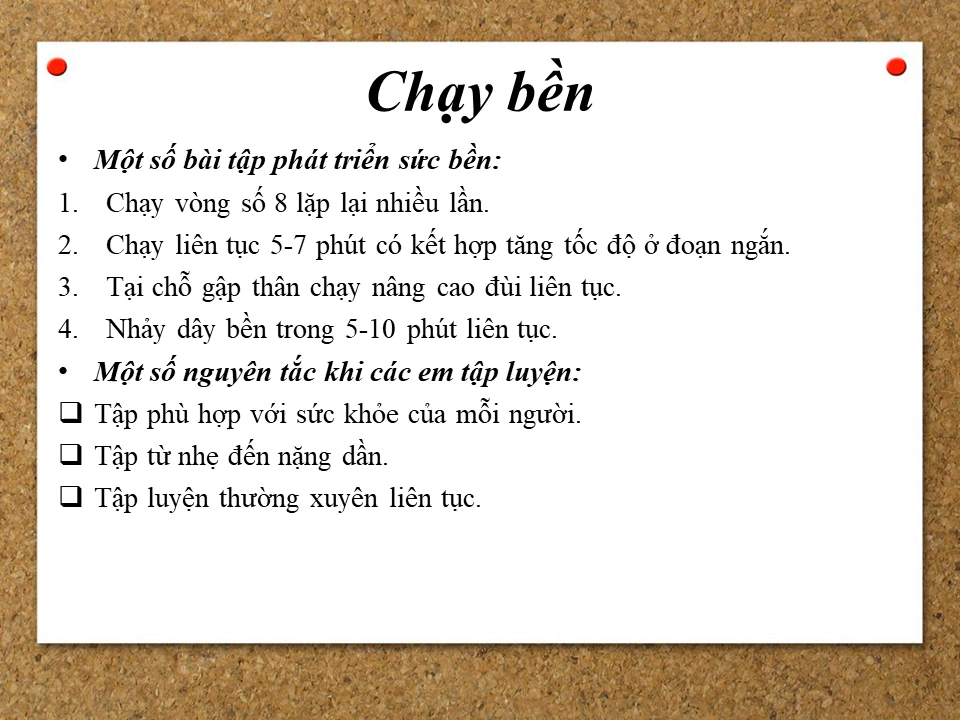 Chạy bền
• Một số bài tập phát triển sức bền:
1. Chạy vòng số 8 lặp lại nhiều lần.
2. Chạy liên tục 5-7 phút có kết hợp tăng tốc độ ở đoạn ngắn.
3. Tại chỗ gập thân chạy nâng cao đùi liên tục.
4. Nhảy dây bền trong 5-10 phút liên tục.
• Một số nguyên tắc khi các em tập luyện:
❑ Tập phù hợp với sức khỏe của mỗi người.
❑ Tập từ nhẹ đến nặng dần.
❑ Tập luyện thường xuyên liên tục.